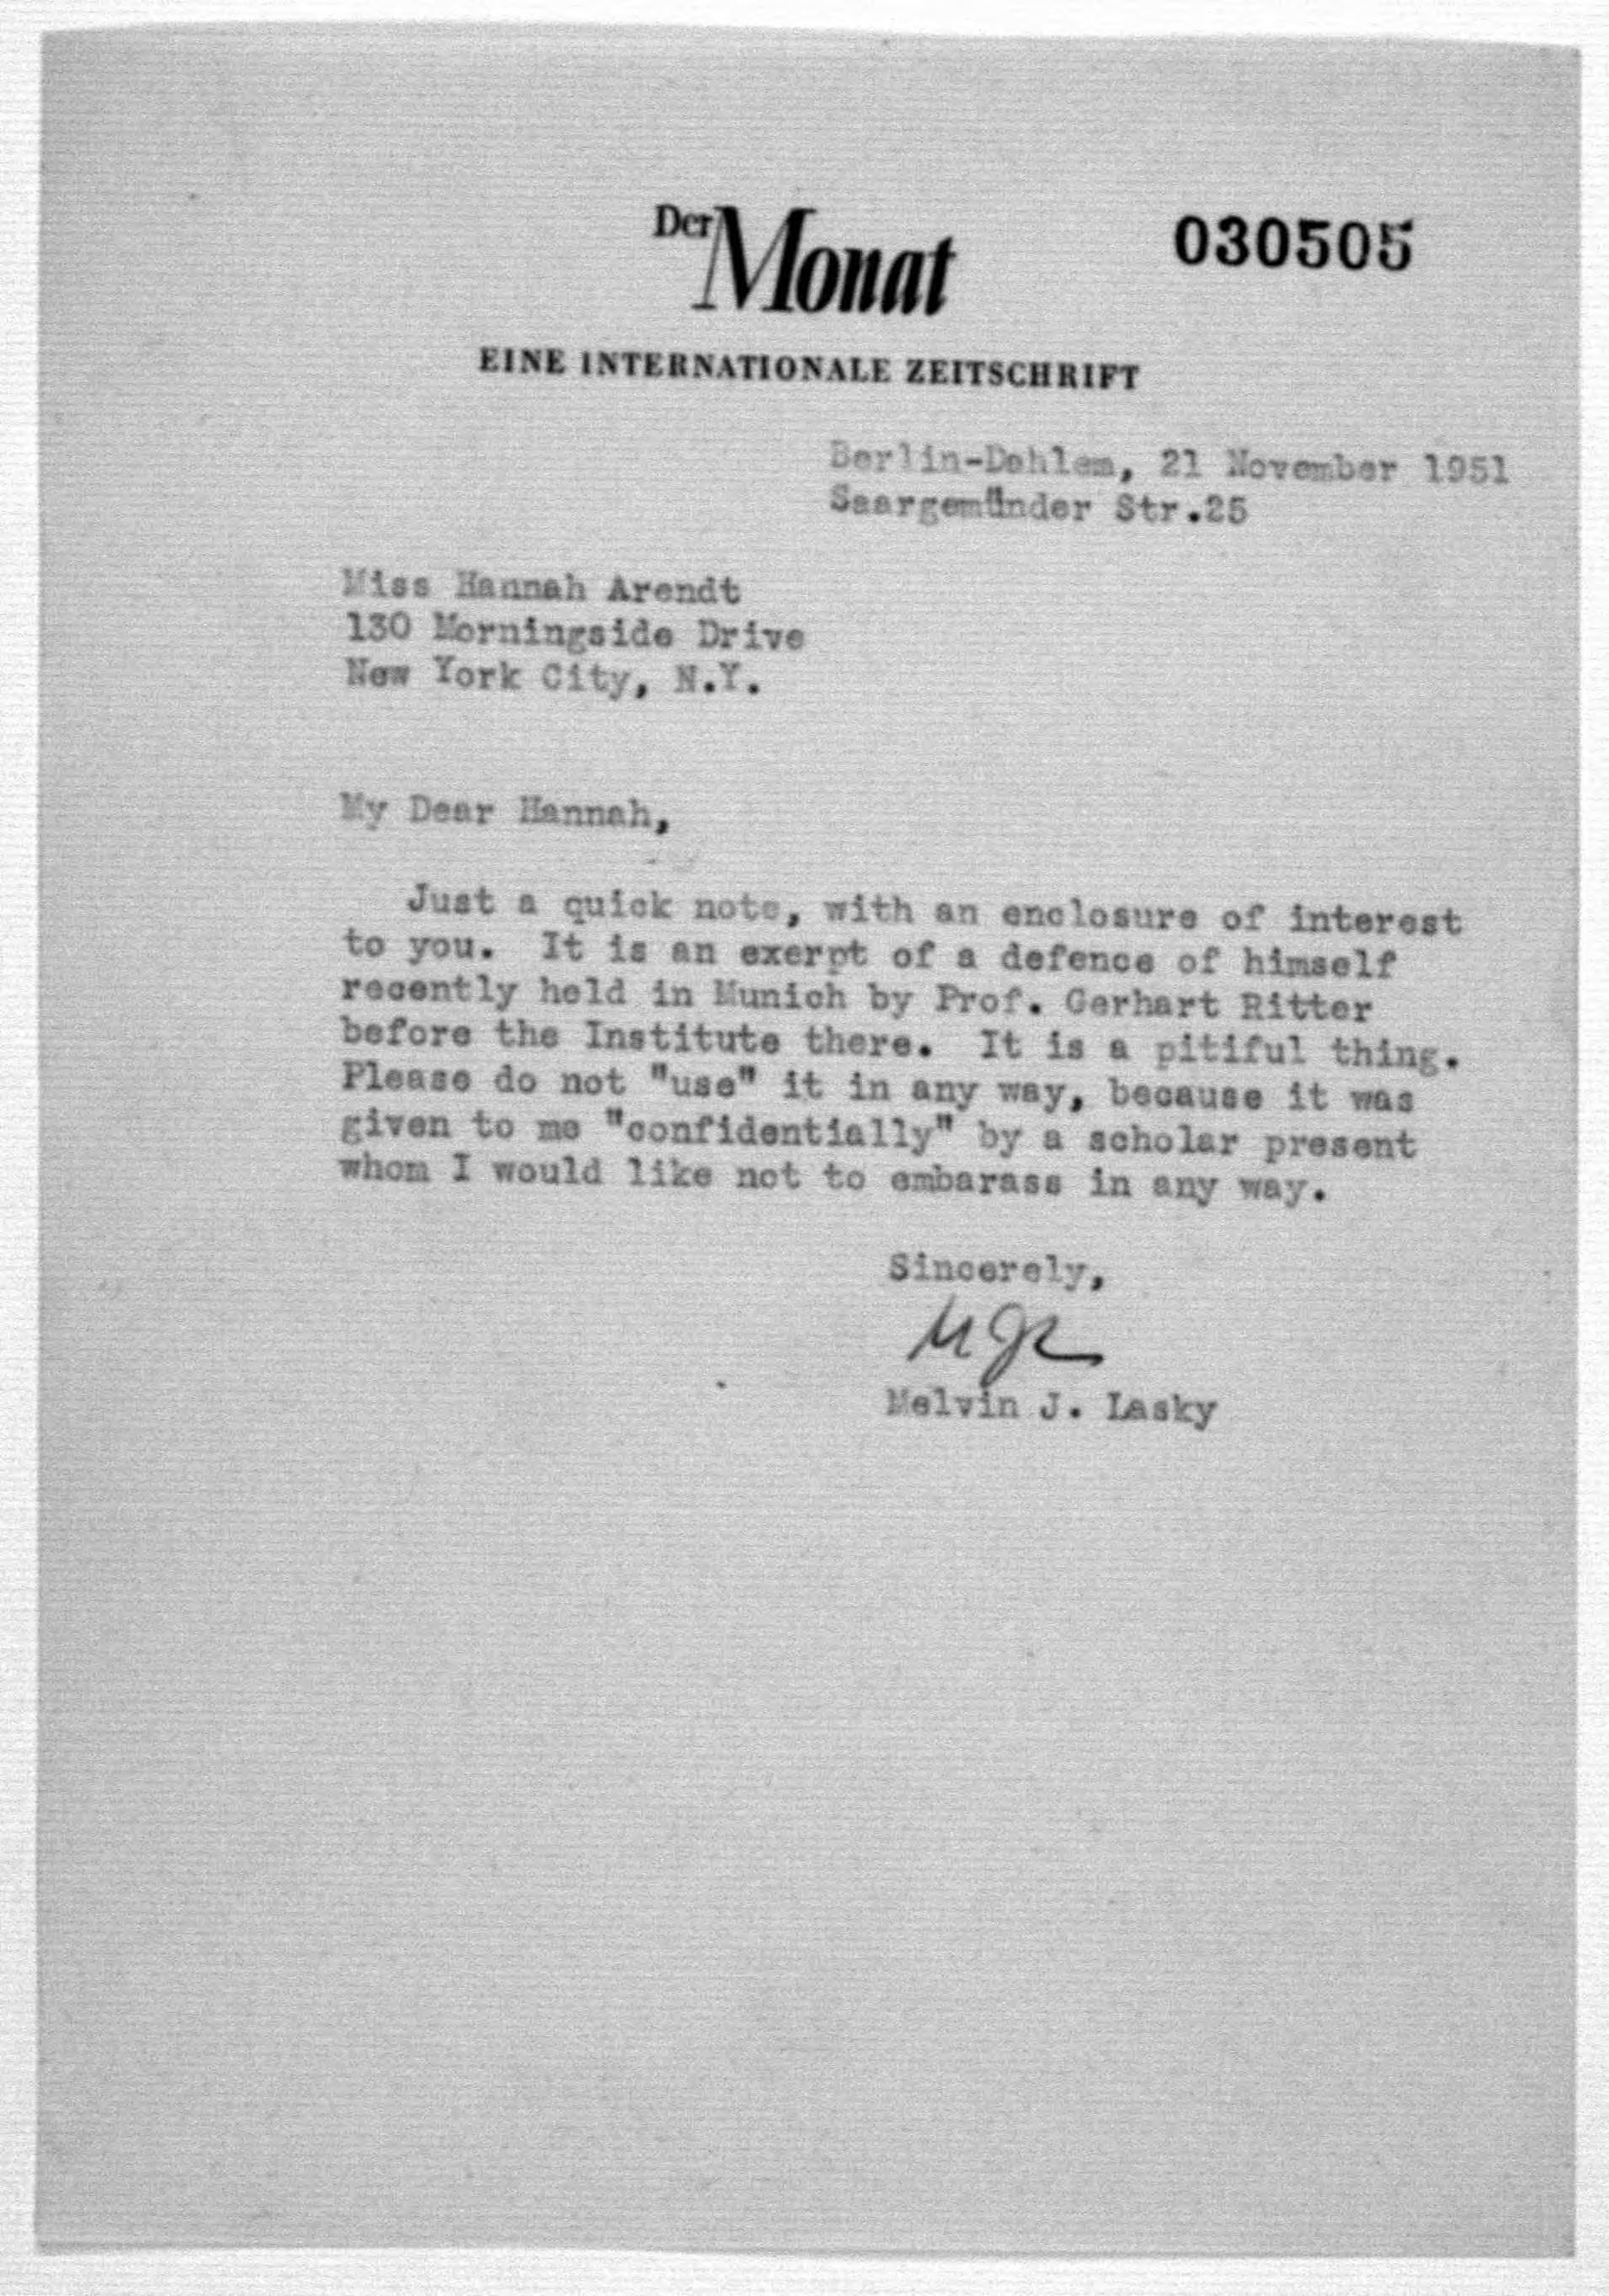 Der Monat
030505
EINE INTERNATIONALE ZEITSCHRIFT
Berlin-Dahlem, 21 November 1951
Saargemünder Str.25
Miss Hannah Arendt
130 Morningside Drive
New York City, N.Y.
My Dear Hannah,
Just a quick note, with an enclosure of interest
to you. It is an exerpt of a defence of himself
recently held in Munich by Prof. Gerhart Ritter
before the Institute there. It is a pitiful thing.
Please do not "use" it in any way, because it was
given to me "confidentially" by a scholar present
whom I would like not to embarass in any way.
Sincerely,
MJL
Melvin J. Lasky